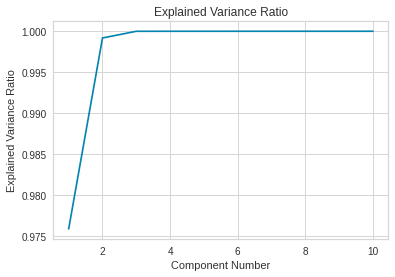 Explained Variance Ratio
1.000
0.995
0.990
0.985
0.980
0.975
Explained Variance Ratio
2 4 6 8 10
Component Number